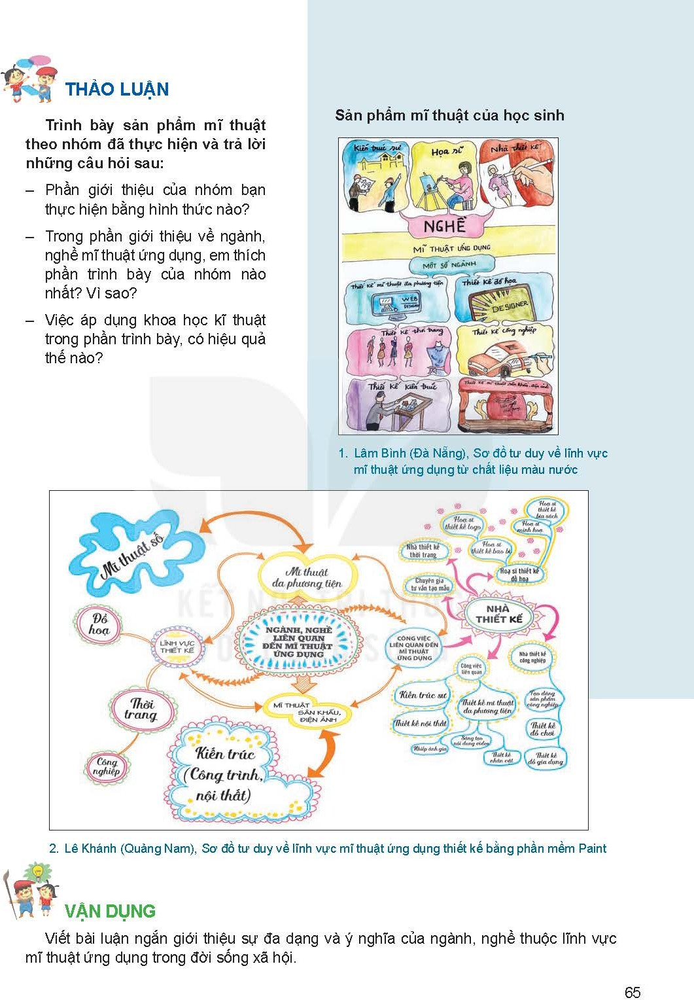 THẢO LUẬN
Trình bày sản phẩm mĩ thuật
theo nhóm đã thực hiện và trả lời
những câu hỏi sau:
– Phần giới thiệu của nhóm bạn
thực hiện bằng hình thức nào?
– Trong phần giới thiệu về ngành,
nghề mĩ thuật ứng dụng, em thích
phần trình bày của nhóm nào
nhất? Vì sao?
– Việc áp dụng khoa học kĩ thuật
trong phần trình bày, có hiệu quả
thế nào?
Sản phẩm mĩ thuật của học sinh
Kiến trúc sư
Họa sĩ
Nhà thiết kế
NGHỀ
MĨ THUẬT ỨNG DỤNG
MỘT SỐ NGÀNH
Thiết kế mĩ thuật đa phương tiện
WEB
DESIGN
Thiết kế đồ họa
DESIGNER
Thiết kế thời trang
Thiết kế công nghiệp
Thiết kế kiến trúc
Thiết kế mĩ thuật sân khấu, điện ảnh
1. Lâm Bình (Đà Nẵng), Sơ đồ tư duy về lĩnh vực
mĩ thuật ứng dụng từ chất liệu màu nước
Mĩ thuật số
Mĩ thuật
đa phương tiện
Đồ
hoạ
LĨNH VỰC
THIẾT KẾ
NGÀNH, NGHỀ
LIÊN QUAN
ĐẾN MĨ THUẬT
ỨNG DỤNG
CÔNG VIỆC
LIÊN QUAN ĐẾN
MĨ THUẬT
ỨNG DỤNG
Thời
trang
MĨ THUẬT
SÂN KHẤU,
ĐIỆN ẢNH
Công
nghiệp
Kiến trúc
(Công trình,
nội thất)
Hoạ sĩ
thiết kế
bìa sách
Hoạ sĩ
minh hoạ
Hoạ sĩ
thiết kế logo
Hoạ sĩ
thiết kế bao bì
Nhà thiết kế
thời trang
Hoạ sĩ thiết kế
đồ hoạ
Chuyên gia
tư vấn tạo mẫu
NHÀ
THIẾT KẾ
Nhà thiết kế
công nghiệp
Công việc
liên quan
Kiến trúc sư
Thiết kế nội thất
Thiết kế mĩ thuật
đa phương tiện
Tạo dáng
sản phẩm
công nghiệp
Thiết kế
đồ chơi
Nhiếp ảnh gia
Sáng tạo
nội dung video
Thiết kế
nhân vật
Thiết kế
đồ gia dụng
2. Lê Khánh (Quảng Nam), Sơ đồ tư duy về lĩnh vực mĩ thuật ứng dụng thiết kế bằng phần mềm Paint
VẬN DỤNG
Viết bài luận ngắn giới thiệu sự đa dạng và ý nghĩa của ngành, nghề thuộc lĩnh vực
mĩ thuật ứng dụng trong đời sống xã hội.
65